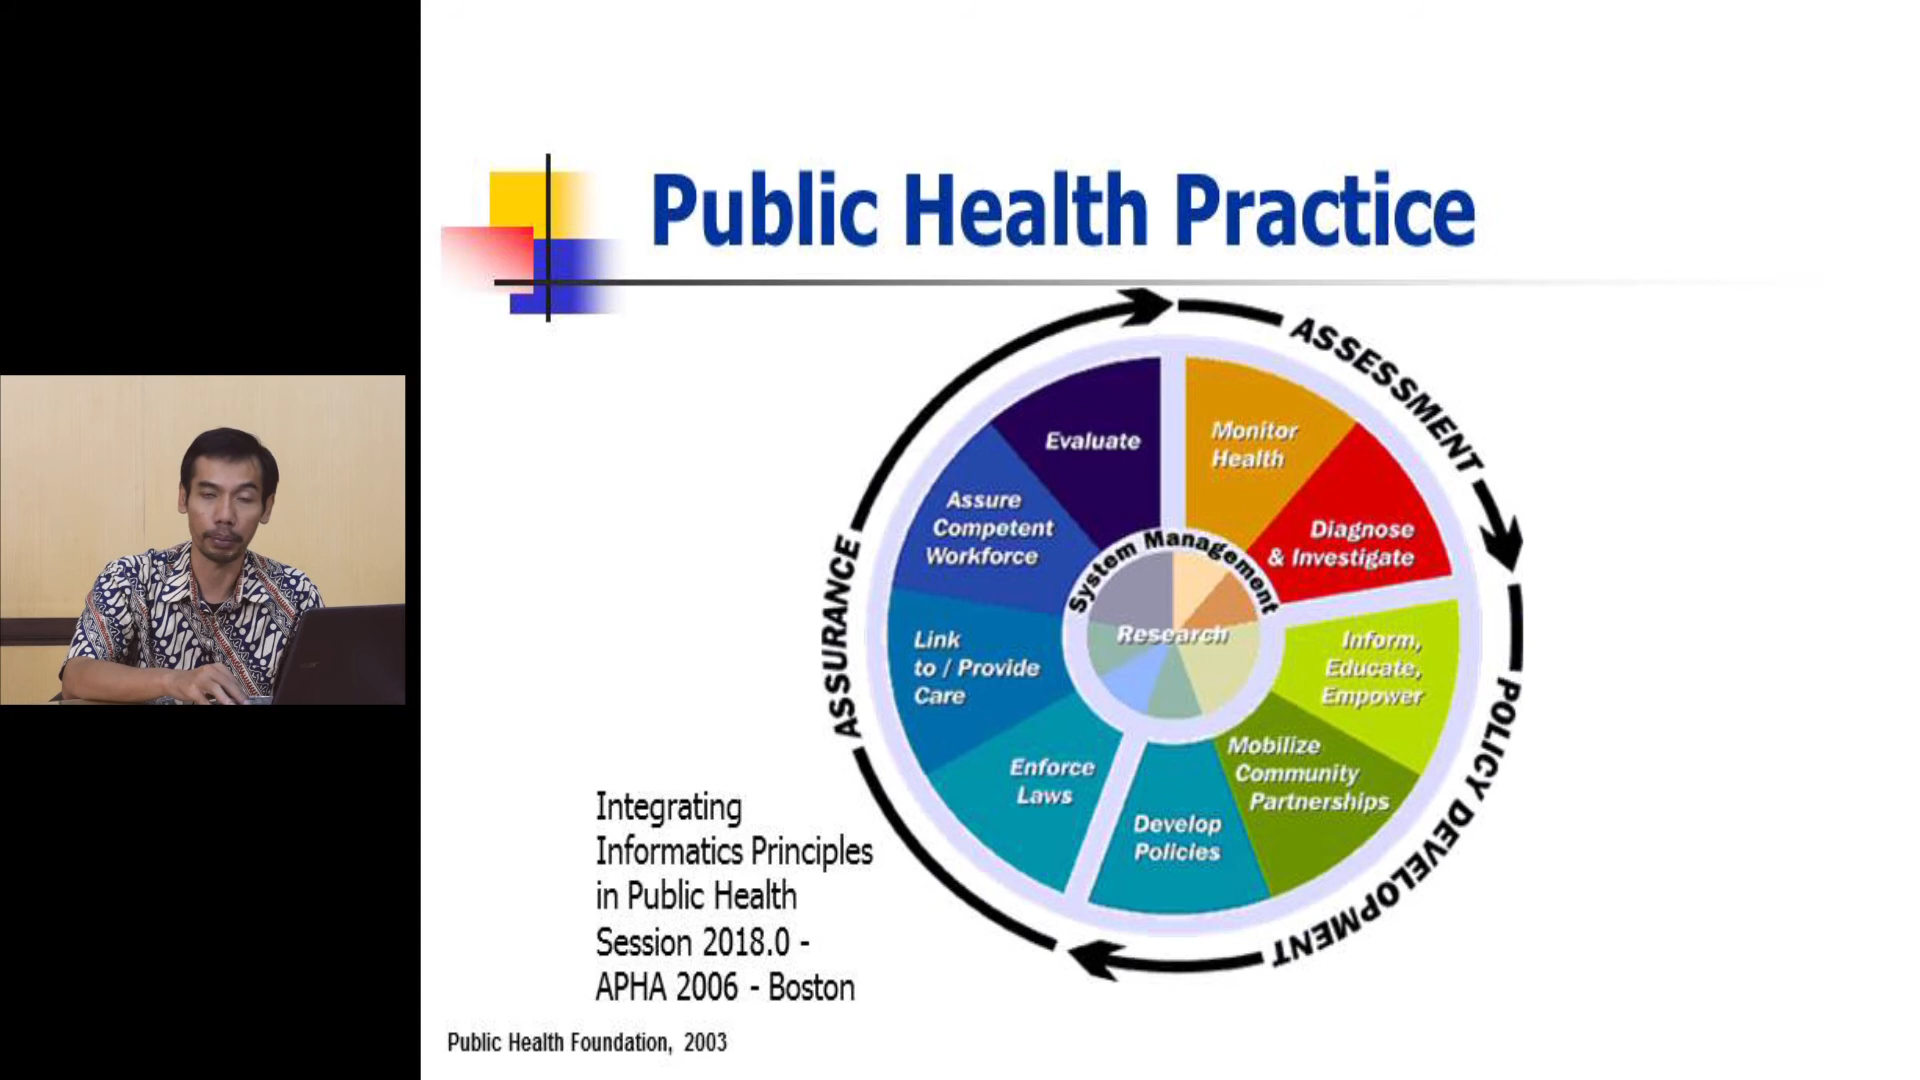 Public Health Practice
ASSESSMENT
POLICY DEVELOPMENT
ASSURANCE
Evaluate
Monitor
Health
Assure
Competent
Workforce
Diagnose
& Investigate
System Management
Research
Link
to / Provide
Care
Inform,
Educate,
Empower
Enforce
Laws
Mobilize
Community
Partnerships
Develop
Policies
Integrating
Informatics Principles
in Public Health
Session 2018.0 -
APHA 2006 - Boston
Public Health Foundation, 2003